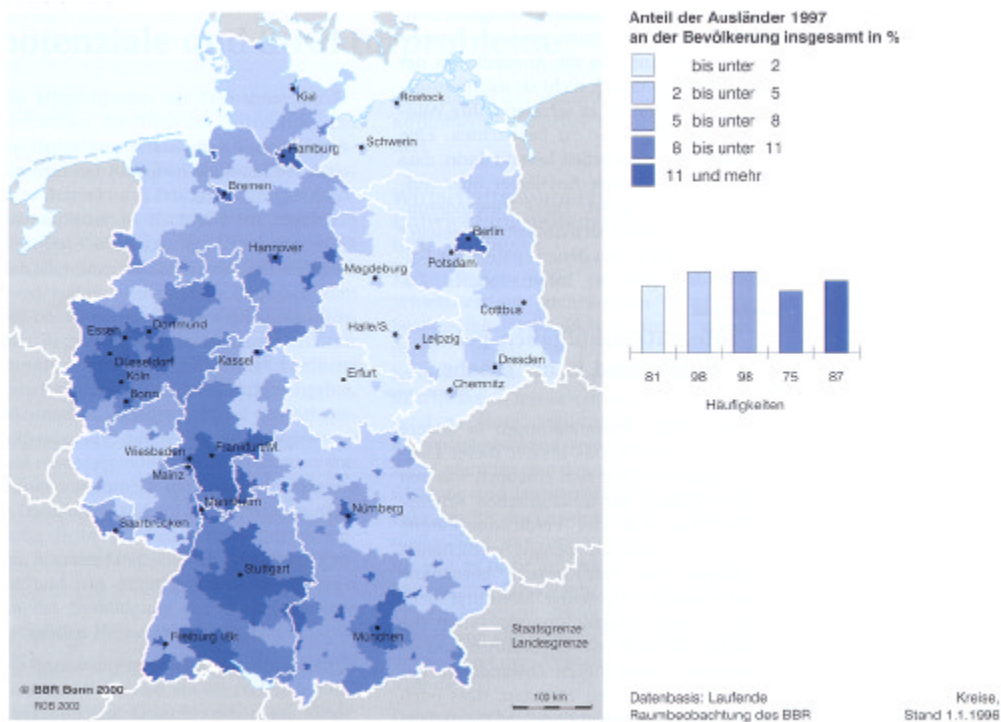 Anteil der Ausländer 1997
an der Bevölkerung insgesamt in %
bis unter 2
2 bis unter 5
5 bis unter 8
8 bis unter 11
11 und mehr
81 98 98 75 87
Häufigkeiten
Kiel
Rostock
Schwerin
Hamburg
Bremen
Berlin
Potsdam
Hannover
Magdeburg
Cottbus
Halle/S.
Leipzig
Dresden
Essen
Dortmund
Düsseldorf
Kassel
Köln
Bonn
Erfurt
Chemnitz
Wiesbaden
Frankfurt/M.
Mainz
Mannheim
Saarbrücken
Nürnberg
Stuttgart
Freiburg i.Br.
München
Staatsgrenze
Landesgrenze
100 km
© BBR Bonn 2000
ROB 2000
Datenbasis: Laufende
Raumbeobachtung des BBR
Kreise,
Stand 1.1.1998